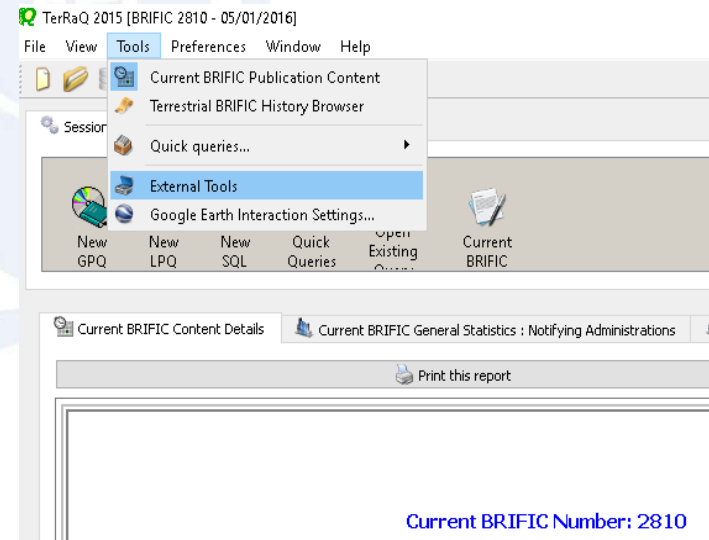 TerRaQ 2015 [BRIFIC 2810 - 05/01/2016]
File View Tools Preferences Window Help
Current BRIFIC Publication Content
Terrestrial BRIFIC History Browser
Session
Quick queries...
External Tools
Google Earth Interaction Settings...
New GPQ
New LPQ
New SQL
Quick Queries
Open Existing Query
Current BRIFIC
Current BRIFIC Content Details
Current BRIFIC General Statistics : Notifying Administrations
Print this report
Current BRIFIC Number: 2810